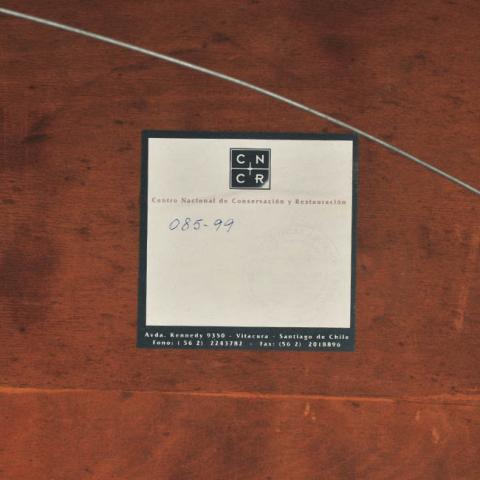 CN
CR
Centro Nacional de Conservación y Restauración
085-99
Avda. Kennedy 9350 - Vitacura - Santiago de Chile
Fono: ( 56 2) 2243782 - Fax: (56 2) 2018896